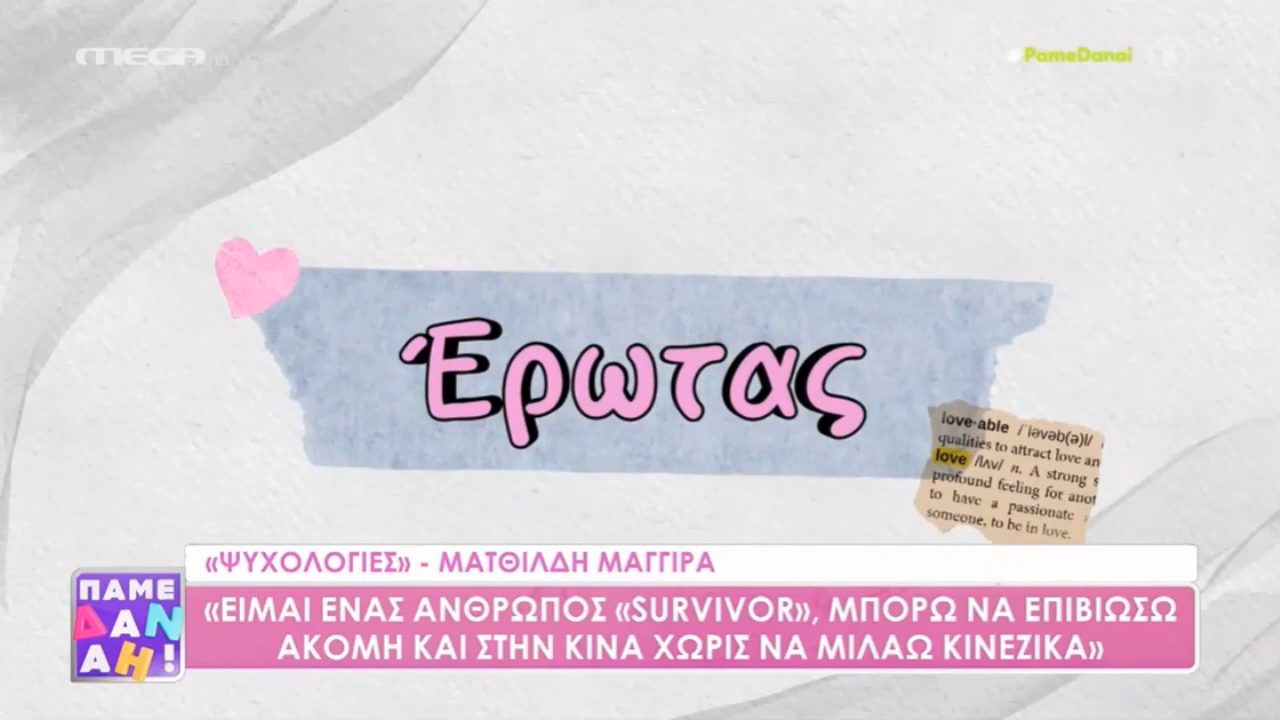 MEGA
#PameDanai
Έρωτας
love·able /ˈləvəb(ə)l/
qualities to attract love an
love /lʌv/ n. A strong s
profound feeling for anot
to have a passionate
someone, to be in love.
«ΨΥΧΟΛΟΓΙΕΣ» - ΜΑΤΘΙΛΔΗ ΜΑΓΓΙΡΑ
ΠΑΜΕ
ΔΑΝ
ΑΗ!
«ΕΙΜΑΙ ΕΝΑΣ ΑΝΘΡΩΠΟΣ «SURVIVOR», ΜΠΟΡΩ ΝΑ ΕΠΙΒΙΩΣΩ
ΑΚΟΜΗ ΚΑΙ ΣΤΗΝ ΚΙΝΑ ΧΩΡΙΣ ΝΑ ΜΙΛΑΩ ΚΙΝΕΖΙΚΑ»